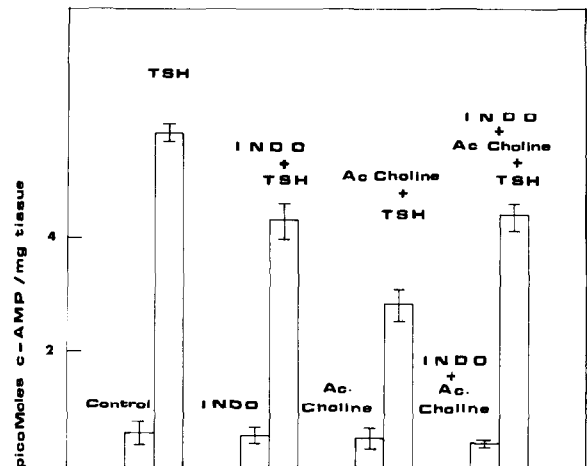 TSH
INDO
+
TSH
Ac Choline
+
TSH
INDO
+
Ac Choline
+
TSH
4
2
picoMoles c-AMP/mg tissue
Control
INDO
Ac.
Choline
INDO
+
Ac.
Choline